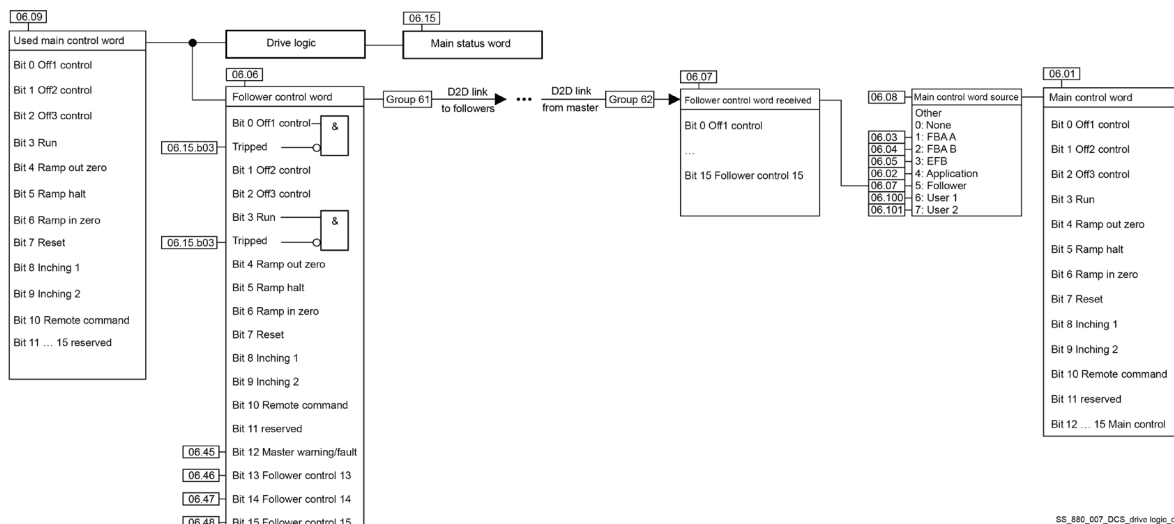 06.09
Used main control word
Bit 0 Off1 control
Bit 1 Off2 control
Bit 2 Off3 control
Bit 3 Run
Bit 4 Ramp out zero
Bit 5 Ramp halt
Bit 6 Ramp in zero
Bit 7 Reset
Bit 8 Inching 1
Bit 9 Inching 2
Bit 10 Remote command
Bit 11 … 15 reserved
Drive logic
06.15
Main status word
06.06
Follower control word
Bit 0 Off1 control
&
06.15.b03
Tripped
Bit 1 Off2 control
Bit 2 Off3 control
Bit 3 Run
&
06.15.b03
Tripped
Bit 4 Ramp out zero
Bit 5 Ramp halt
Bit 6 Ramp in zero
Bit 7 Reset
Bit 8 Inching 1
Bit 9 Inching 2
Bit 10 Remote command
Bit 11 reserved
06.45 Bit 12 Master warning/fault
06.46 Bit 13 Follower control 13
06.47 Bit 14 Follower control 14
06.48 Bit 15 Follower control 15
Group 61
D2D link
to followers
•••
D2D link
from master
Group 62
06.07
Follower control word received
Bit 0 Off1 control
…
Bit 15 Follower control 15
06.08
Main control word source
Other
0: None
06.03 1: FBA A
06.04 2: FBA B
06.05 3: EFB
06.02 4: Application
06.07 5: Follower
06.100 6: User 1
06.101 7: User 2
06.01
Main control word
Bit 0 Off1 control
Bit 1 Off2 control
Bit 2 Off3 control
Bit 3 Run
Bit 4 Ramp out zero
Bit 5 Ramp halt
Bit 6 Ramp in zero
Bit 7 Reset
Bit 8 Inching 1
Bit 9 Inching 2
Bit 10 Remote command
Bit 11 reserved
Bit 12 … 15 Main control